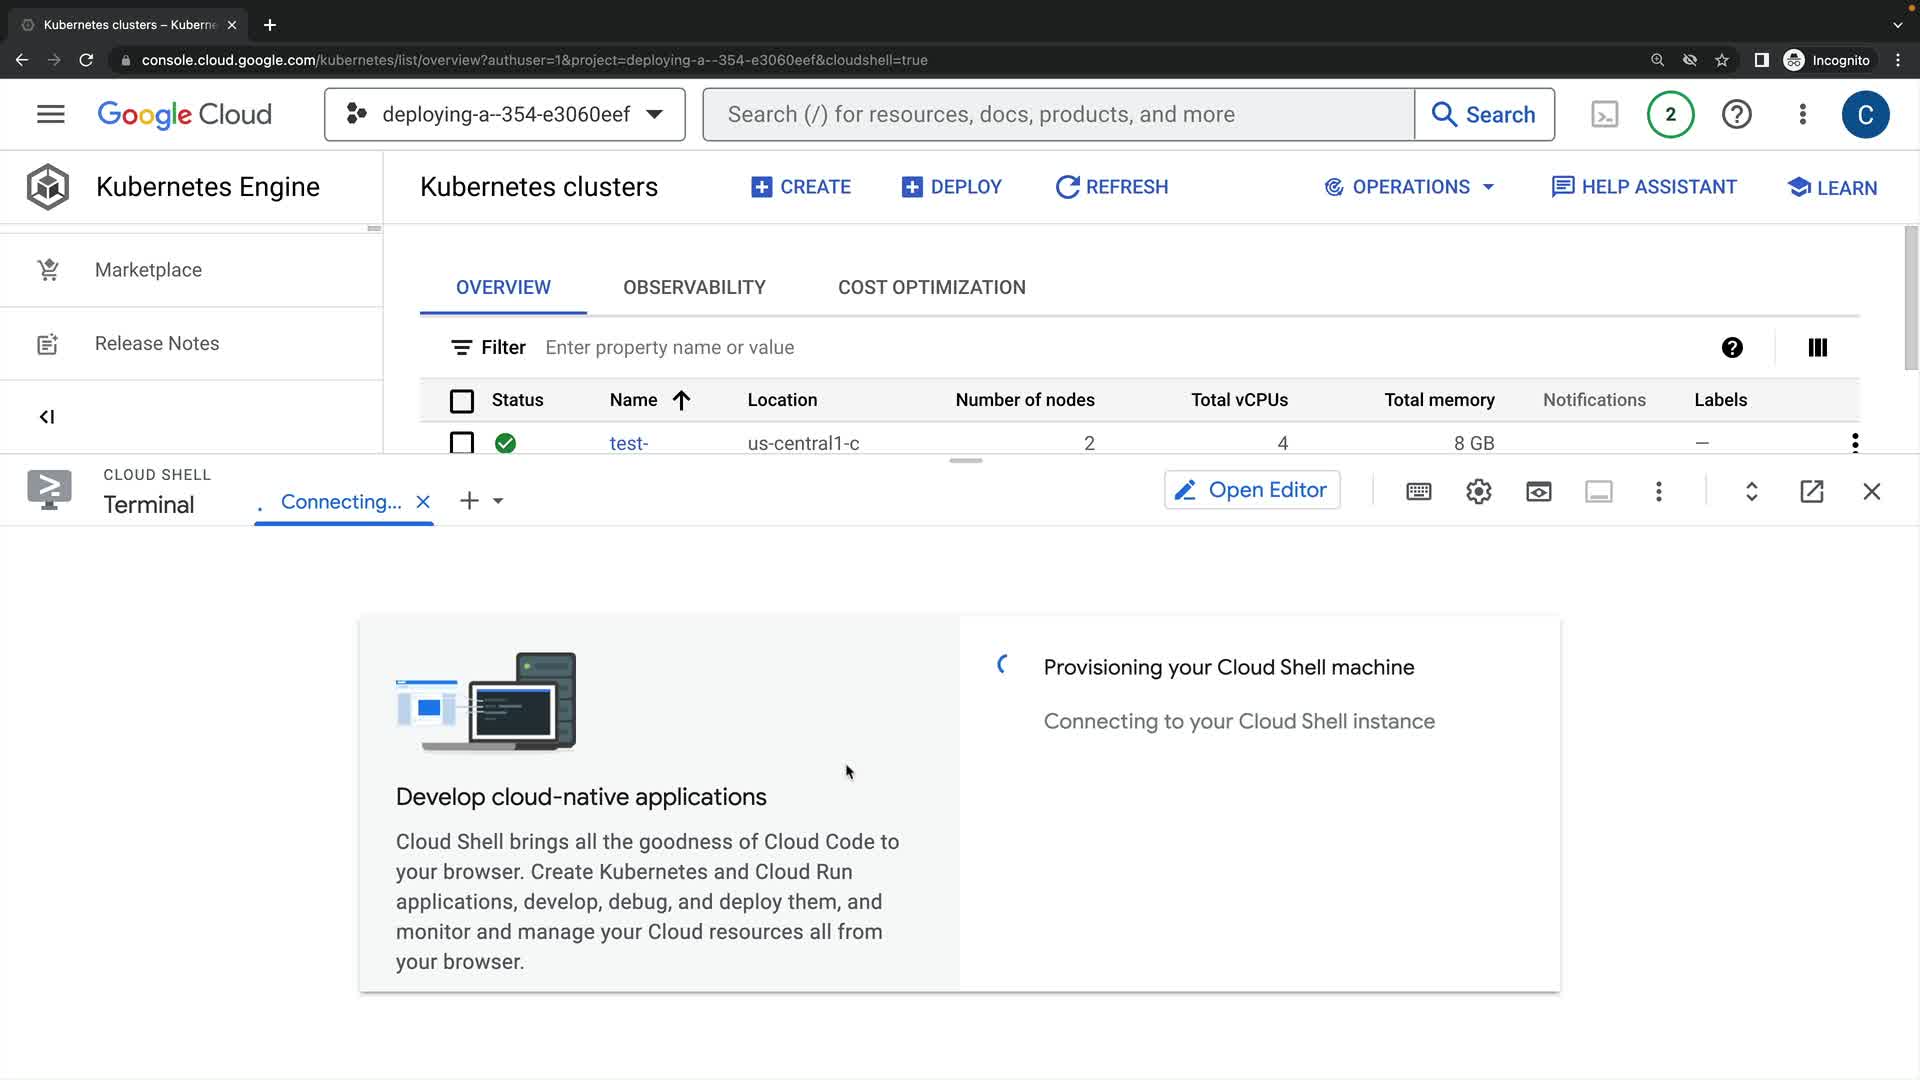 Kubernetes clusters – Kuberne
console.cloud.google.com/kubernetes/list/overview?authuser=1&project=deploying-a--354-e3060eef&cloudshell=true
Incognito
Google Cloud
deploying-a--354-e3060eef
Search (/) for resources, docs, products, and more
Search
2
C
Kubernetes Engine
Kubernetes clusters
CREATE
DEPLOY
REFRESH
OPERATIONS
HELP ASSISTANT
LEARN
Marketplace
Release Notes
OVERVIEW
OBSERVABILITY
COST OPTIMIZATION
Filter Enter property name or value
Status Name Location Number of nodes Total vCPUs Total memory Notifications Labels
test- us-central1-c 2 4 8 GB —
CLOUD SHELL
Terminal
Connecting...
Open Editor
Provisioning your Cloud Shell machine
Connecting to your Cloud Shell instance
Develop cloud-native applications
Cloud Shell brings all the goodness of Cloud Code to
your browser. Create Kubernetes and Cloud Run
applications, develop, debug, and deploy them, and
monitor and manage your Cloud resources all from
your browser.